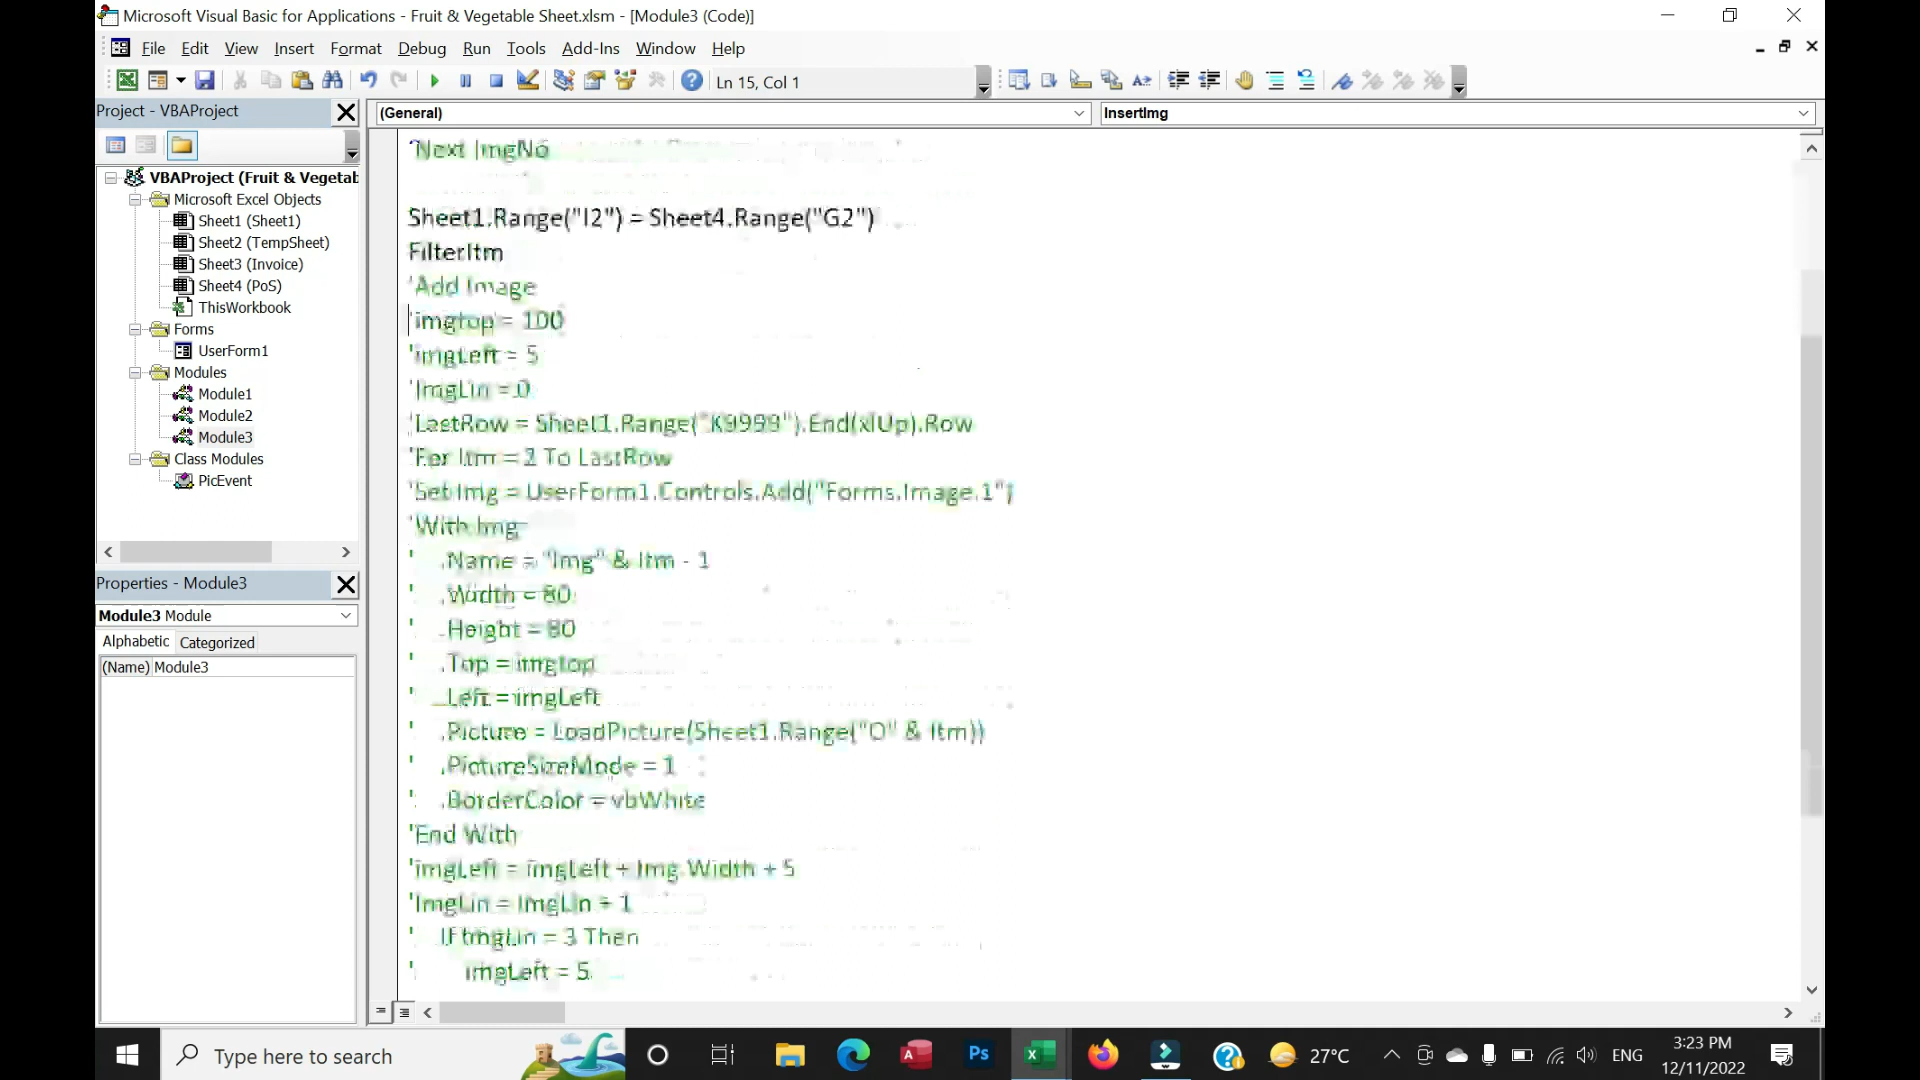 Microsoft Visual Basic for Applications - Fruit & Vegetable Sheet.xlsm - [Module3 (Code)]
File Edit View Insert Format Debug Run Tools Add-Ins Window Help
Ln 15, Col 1
Project - VBAProject
(General)
InsertImg
VBAProject (Fruit & Vegetab
Microsoft Excel Objects
Sheet1 (Sheet1)
Sheet2 (TempSheet)
Sheet3 (Invoice)
Sheet4 (PoS)
ThisWorkbook
Forms
UserForm1
Modules
Module1
Module2
Module3
Class Modules
PicEvent
Properties - Module3
Module3 Module
Alphabetic Categorized
(Name) Module3
'Next ImgNo
Sheet1.Range("I2") = Sheet4.Range("G2")
FilterItm
'Add Image
'imgtop = 100
'imgLeft = 5
'ImgLin = 0
'LastRow = Sheet1.Range("K9999").End(xlUp).Row
'For Itm = 2 To LastRow
'Set Img = UserForm1.Controls.Add("Forms.Image.1")
'With Img
' .Name = "Img" & Itm - 1
' .Width = 80
' .Height = 80
' .Top = imgtop
' .Left = imgLeft
' .Picture = LoadPicture(Sheet1.Range("O" & Itm))
' .PictureSizeMode = 1
' .BorderColor = vbWhite
'End With
'imgLeft = imgLeft + Img.Width + 5
'ImgLin = ImgLin + 1
' If ImgLin = 3 Then
' imgLeft = 5
Type here to search
27°C
ENG
3:23 PM
12/11/2022